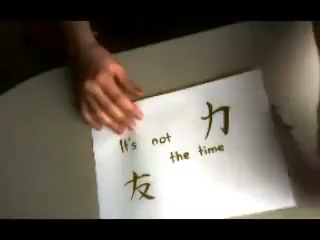 力
It's not
the time
友